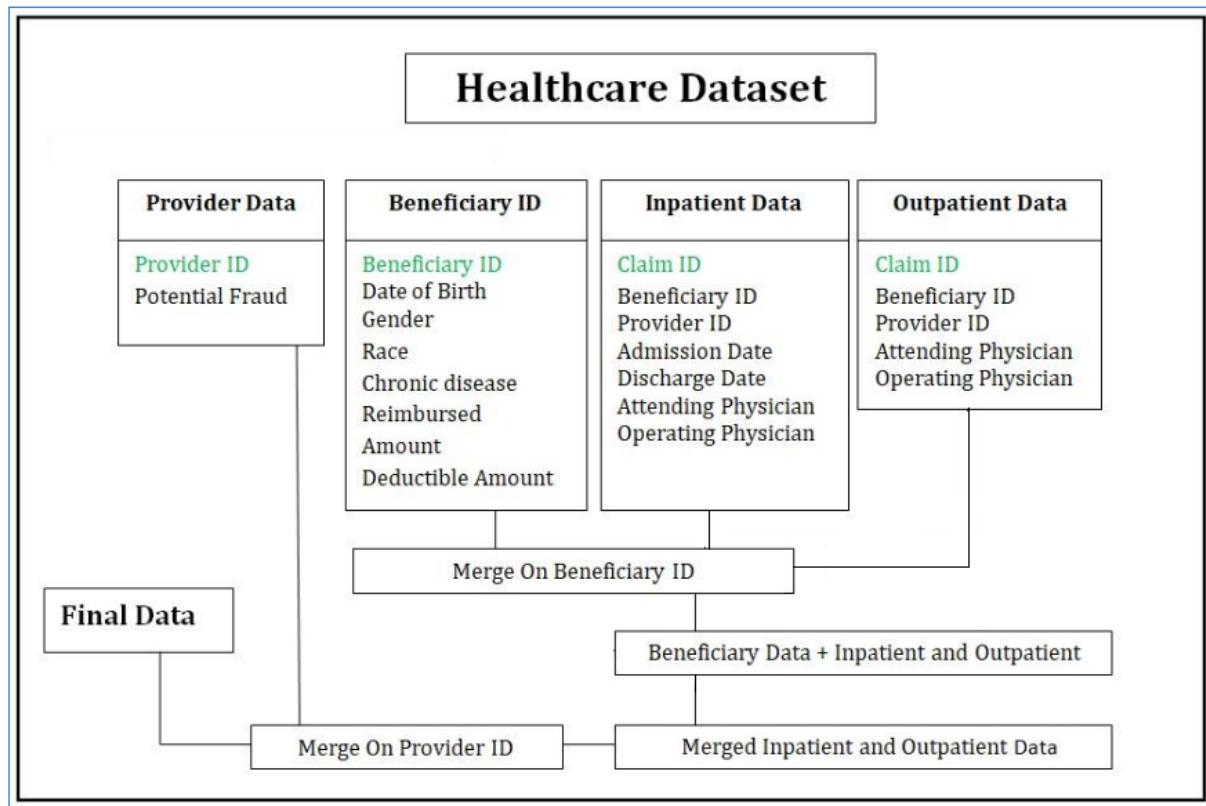 Healthcare Dataset
Provider Data
Provider ID
Potential Fraud
Beneficiary ID
Beneficiary ID
Date of Birth
Gender
Race
Chronic disease
Reimbursed
Amount
Deductible Amount
Inpatient Data
Claim ID
Beneficiary ID
Provider ID
Admission Date
Discharge Date
Attending Physician
Operating Physician
Outpatient Data
Claim ID
Beneficiary ID
Provider ID
Attending Physician
Operating Physician
Merge On Beneficiary ID
Final Data
Beneficiary Data + Inpatient and Outpatient
Merge On Provider ID
Merged Inpatient and Outpatient Data